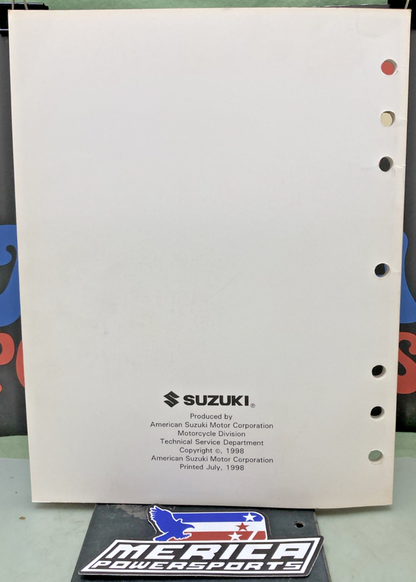 SUZUKI®
Produced by
American Suzuki Motor Corporation
Motorcycle Division
Technical Service Department
Copyright ©, 1998
American Suzuki Motor Corporation
Printed July, 1998
MERICA
POWERSPORTS